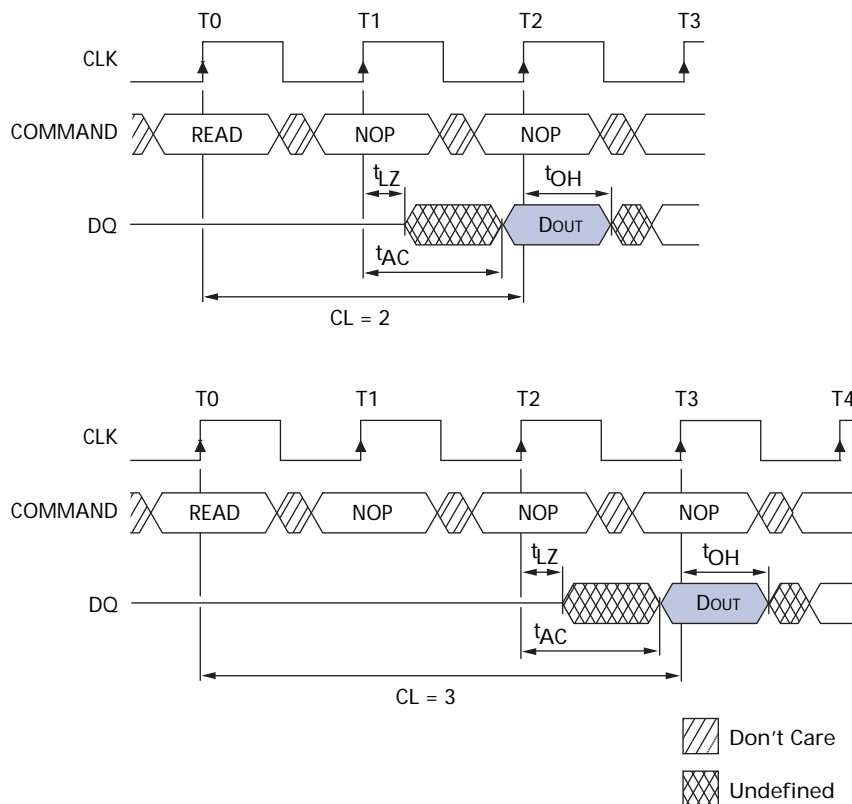 T0 T1 T2 T3
CLK
COMMAND READ NOP NOP
tLZ tOH
DQ DOUT
tAC
CL = 2
T0 T1 T2 T3 T4
CLK
COMMAND READ NOP NOP NOP
tLZ tOH
DQ DOUT
tAC
CL = 3
Don't Care
Undefined